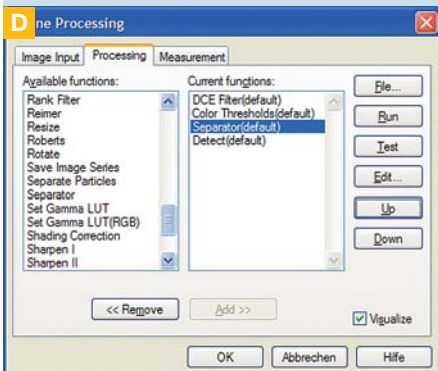 D
ne Processing
Image Input Processing Measurement
Available functions:
Rank Filter
Reimer
Resize
Roberts
Rotate
Save Image Series
Separate Particles
Separator
Set Gamma LUT
Set Gamma LUT(RGB)
Shading Correction
Sharpen I
Sharpen II
Current functions:
DCE Filter(default)
Color Thresholds(default)
Separator(default)
Detect(default)
File...
Run
Test
Edit...
Up
Down
<< Remove
Add >>
Visualize
OK
Abbrechen
Hilfe